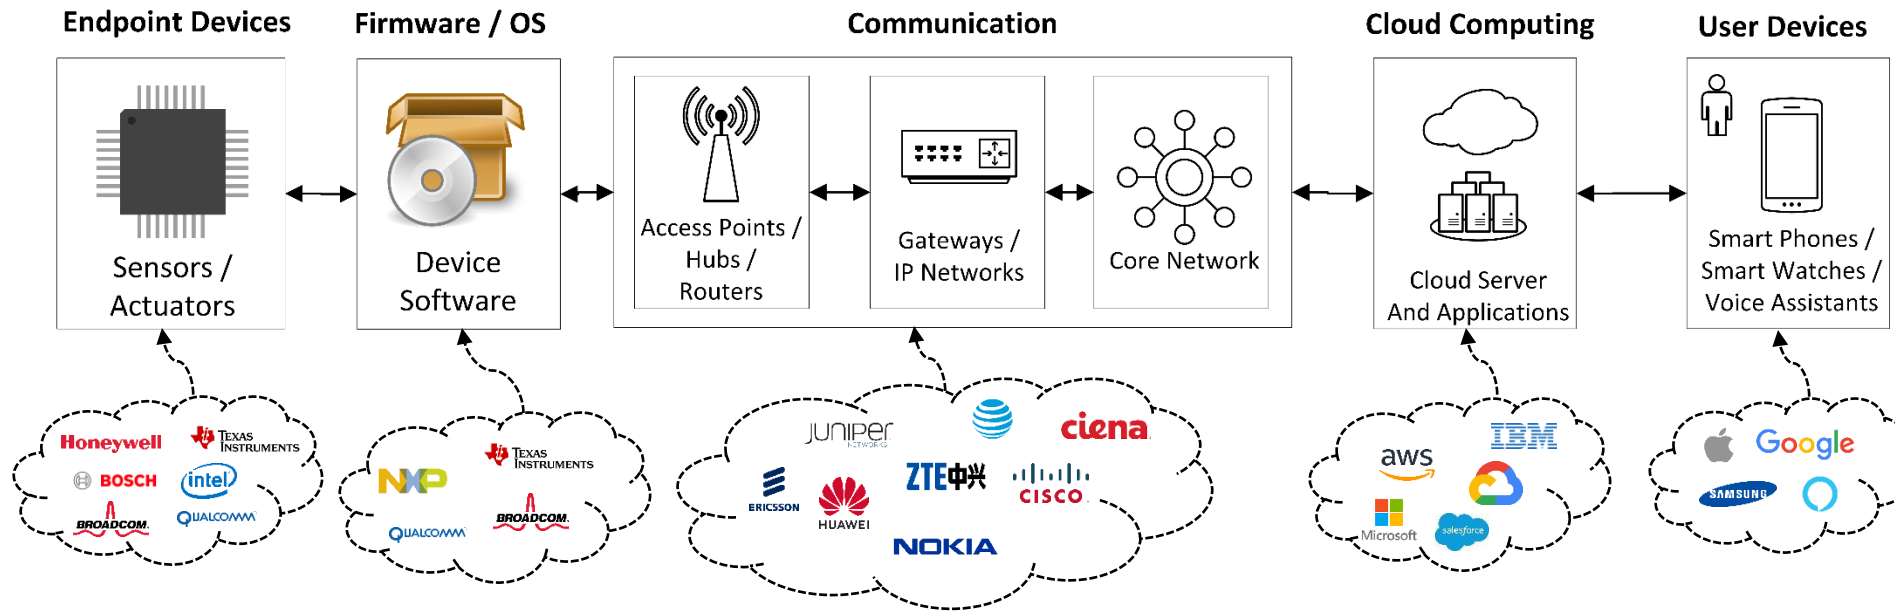 Endpoint Devices
Firmware / OS
Communication
Cloud Computing
User Devices
Sensors /
Actuators
Device
Software
Access Points /
Hubs /
Routers
Gateways /
IP Networks
Core Network
Cloud Server
And Applications
Smart Phones /
Smart Watches /
Voice Assistants
Honeywell
TEXAS
INSTRUMENTS
BOSCH
intel
BROADCOM.
QUALCOMM
NXP
TEXAS
INSTRUMENTS
QUALCOMM
BROADCOM.
JUNIPER
NETWORKS
ciena
ERICSSON
HUAWEI
ZTE中兴
CISCO
NOKIA
aws
IBM
Microsoft
salesforce
Google
SAMSUNG